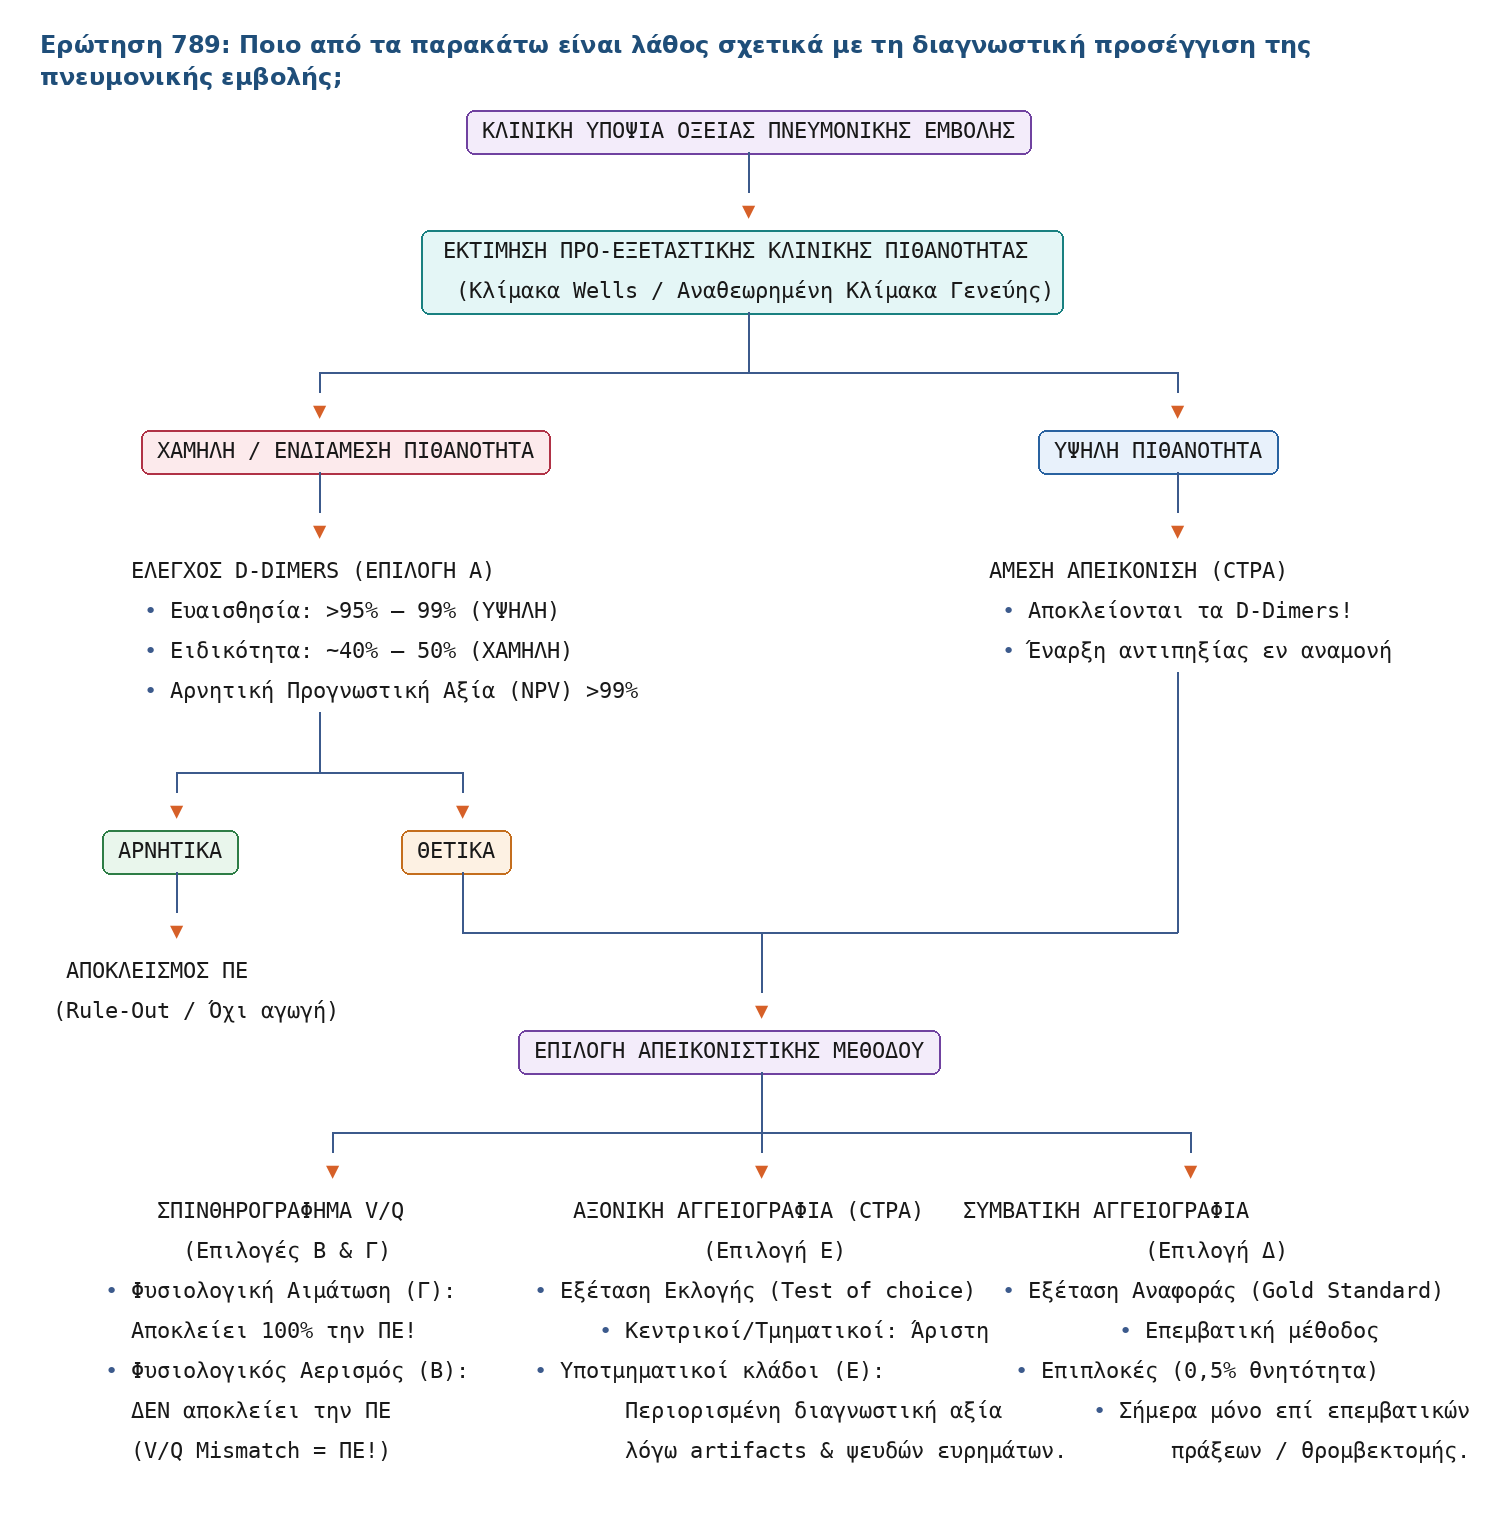 Ερώτηση 789: Ποιο από τα παρακάτω είναι λάθος σχετικά με τη διαγνωστική προσέγγιση της
πνευμονικής εμβολής;
ΚΛΙΝΙΚΗ ΥΠΟΨΙΑ ΟΞΕΙΑΣ ΠΝΕΥΜΟΝΙΚΗΣ ΕΜΒΟΛΗΣ
ΕΚΤΙΜΗΣΗ ΠΡΟ-ΕΞΕΤΑΣΤΙΚΗΣ ΚΛΙΝΙΚΗΣ ΠΙΘΑΝΟΤΗΤΑΣ
(Κλίμακα Wells / Αναθεωρημένη Κλίμακα Γενεύης)
ΧΑΜΗΛΗ / ΕΝΔΙΑΜΕΣΗ ΠΙΘΑΝΟΤΗΤΑ
ΕΛΕΓΧΟΣ D-DIMERS (ΕΠΙΛΟΓΗ Α)
• Ευαισθησία: >95% – 99% (ΥΨΗΛΗ)
• Ειδικότητα: ~40% – 50% (ΧΑΜΗΛΗ)
• Αρνητική Προγνωστική Αξία (NPV) >99%
ΥΨΗΛΗ ΠΙΘΑΝΟΤΗΤΑ
ΑΜΕΣΗ ΑΠΕΙΚΟΝΙΣΗ (CTPA)
• Αποκλείονται τα D-Dimers!
• Έναρξη αντιπηξίας εν αναμονή
ΑΡΝΗΤΙΚΑ
ΑΠΟΚΛΕΙΣΜΟΣ ΠΕ
(Rule-Out / Όχι αγωγή)
ΘΕΤΙΚΑ
ΕΠΙΛΟΓΗ ΑΠΕΙΚΟΝΙΣΤΙΚΗΣ ΜΕΘΟΔΟΥ
ΣΠΙΝΘΗΡΟΓΡΑΦΗΜΑ V/Q
(Επιλογές Β & Γ)
• Φυσιολογική Αιμάτωση (Γ):
Αποκλείει 100% την ΠΕ!
• Φυσιολογικός Αερισμός (Β):
ΔΕΝ αποκλείει την ΠΕ
(V/Q Mismatch = ΠΕ!)
ΑΞΟΝΙΚΗ ΑΓΓΕΙΟΓΡΑΦΙΑ (CTPA)
(Επιλογή Ε)
• Εξέταση Εκλογής (Test of choice)
• Κεντρικοί/Τμηματικοί: Άριστη
• Υποτμηματικοί κλάδοι (Ε):
Περιορισμένη διαγνωστική αξία
λόγω artifacts & ψευδών ευρημάτων.
ΣΥΜΒΑΤΙΚΗ ΑΓΓΕΙΟΓΡΑΦΙΑ
(Επιλογή Δ)
• Εξέταση Αναφοράς (Gold Standard)
• Επεμβατική μέθοδος
• Επιπλοκές (0,5% θνητότητα)
• Σήμερα μόνο επί επεμβατικών
πράξεων / θρομβεκτομής.